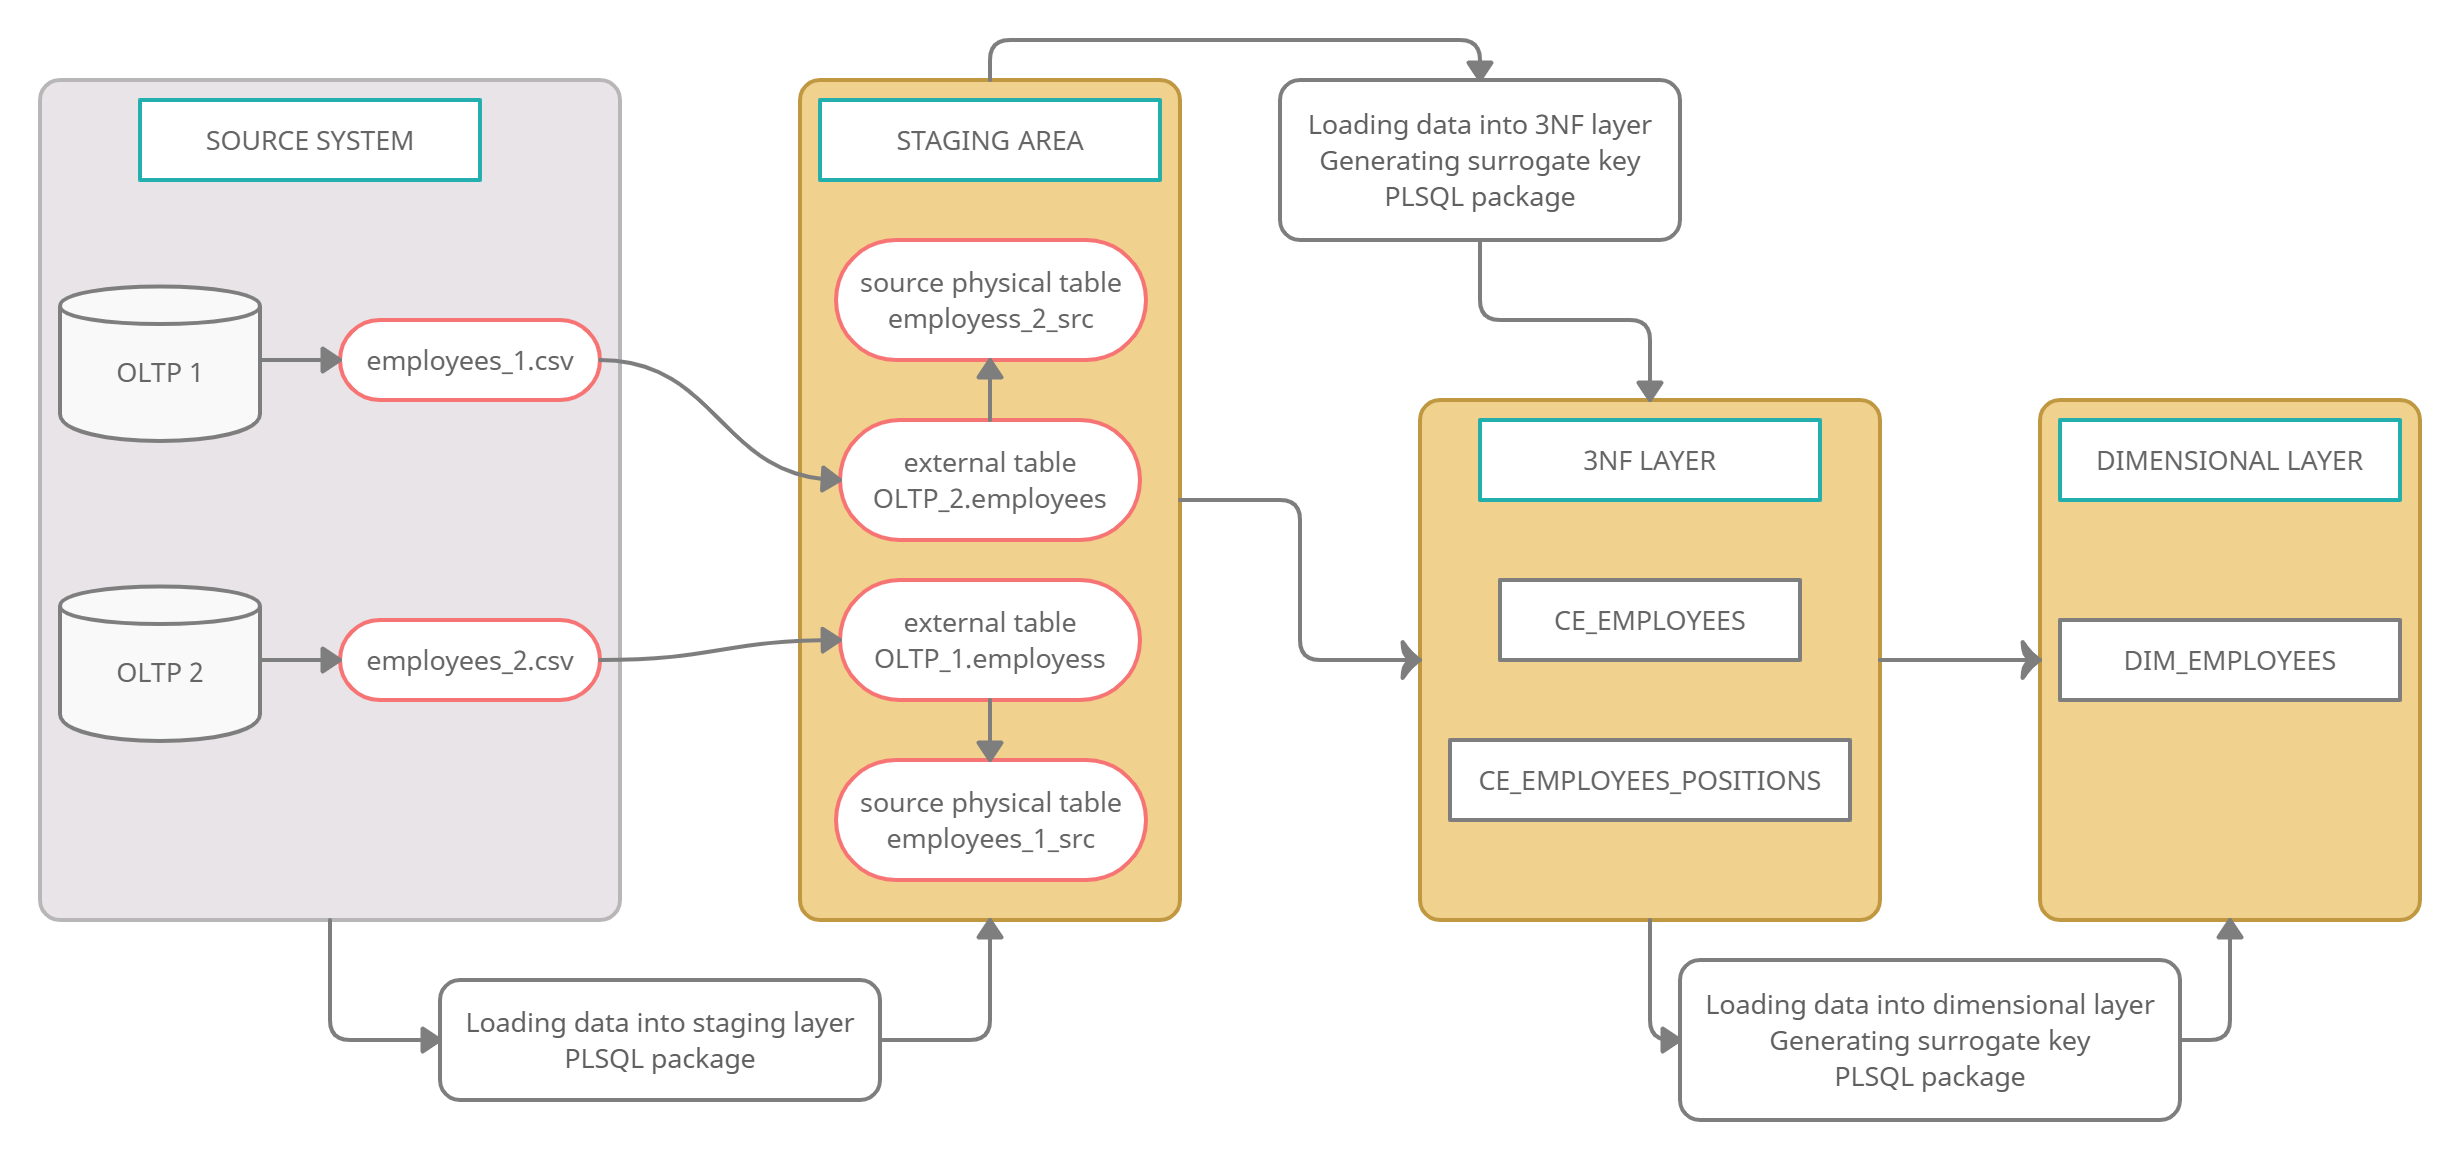 SOURCE SYSTEM
OLTP 1
employees_1.csv
OLTP 2
employees_2.csv
Loading data into staging layer
PLSQL package
STAGING AREA
source physical table
employess_2_src
external table
OLTP_2.employees
external table
OLTP_1.employess
source physical table
employees_1_src
Loading data into 3NF layer
Generating surrogate key
PLSQL package
3NF LAYER
CE_EMPLOYEES
CE_EMPLOYEES_POSITIONS
Loading data into dimensional layer
Generating surrogate key
PLSQL package
DIMENSIONAL LAYER
DIM_EMPLOYEES